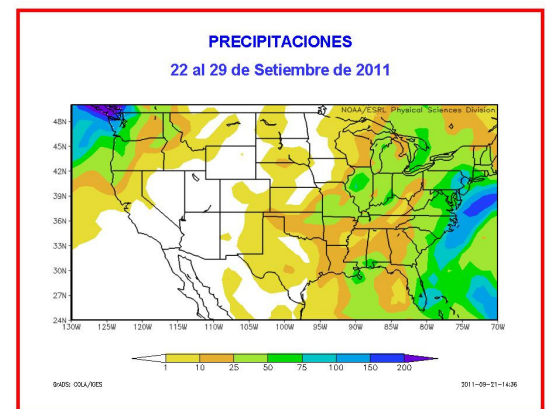 PRECIPITACIONES
22 al 29 de Setiembre de 2011
NOAA/ESRL Physical Sciences Division
48N
45N
42N
39N
36N
33N
30N
27N
24N
130W 125W 120W 115W 110W 105W 100W 95W 90W 85W 80W 75W 70W
1 10 25 50 75 100 150 200
GrADS: COLA/IGES 2011-09-21-14:36